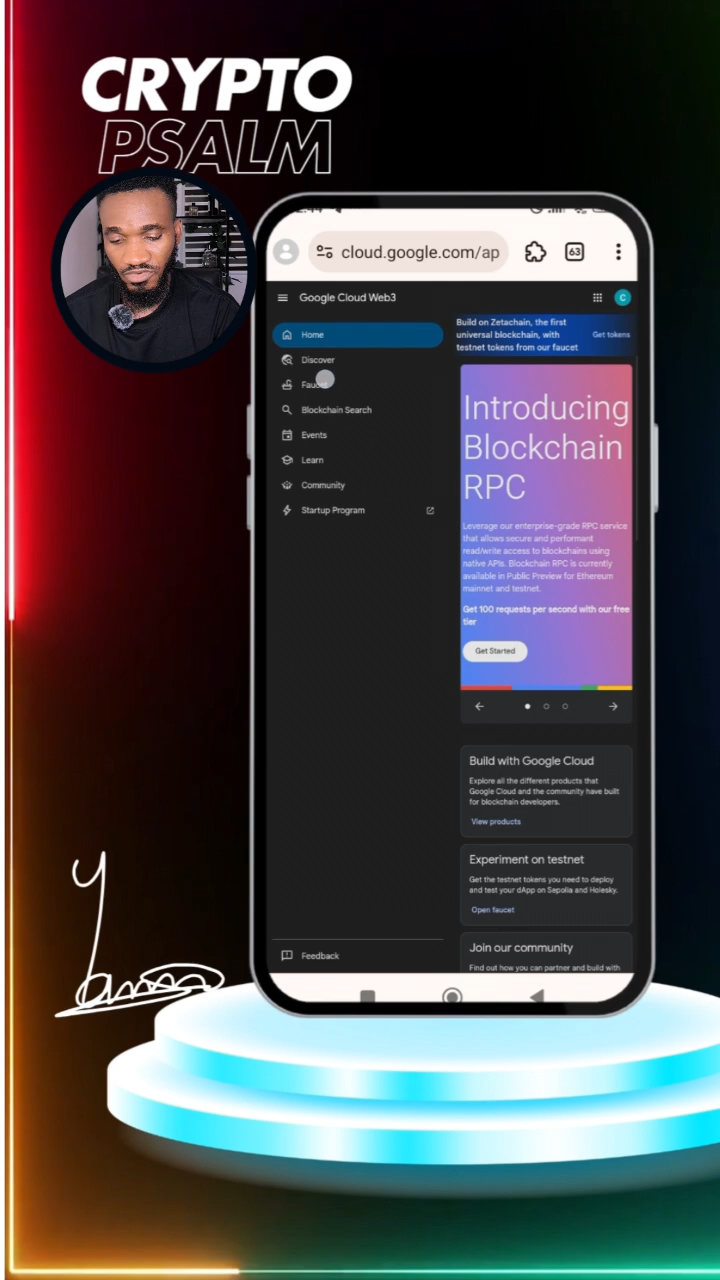 CRYPTO
PSALM
cloud.google.com/ap
63
Google Cloud Web3
C
Home
Discover
Faucet
Blockchain Search
Events
Learn
Community
Startup Program
Feedback
Build on Zetachain, the first
universal blockchain, with
testnet tokens from our faucet
Get tokens
Introducing
Blockchain
RPC
Leverage our enterprise-grade RPC service
that allows secure and performant
read/write access to blockchains using
native APIs. Blockchain RPC is currently
available in Public Preview for Ethereum
mainnet and testnet.
Get 100 requests per second with our free
tier
Get Started
Build with Google Cloud
Explore all the different products that
Google Cloud and the community have built
for blockchain developers.
View products
Experiment on testnet
Get the testnet tokens you need to deploy
and test your dApp on Sepolia and Holesky.
Open faucet
Join our community
Find out how you can partner and build with